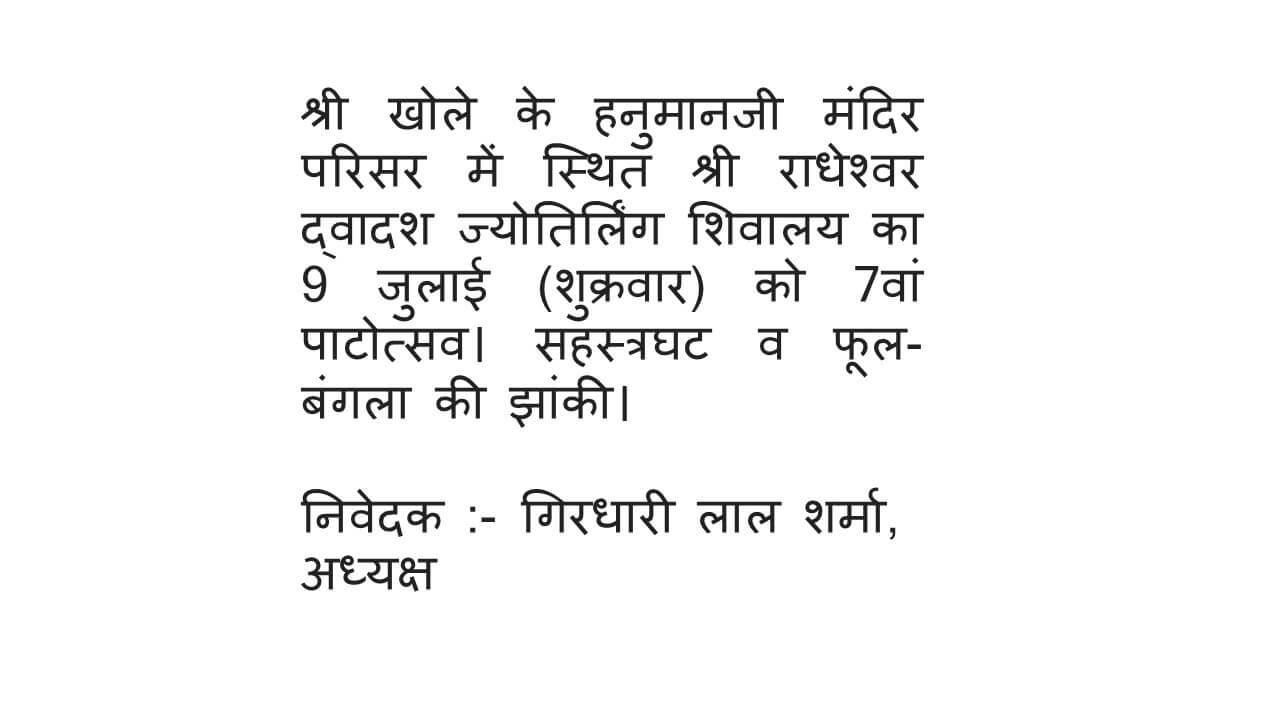 श्री खोले के हनुमानजी मंदिर
परिसर में स्थित श्री राधेश्वर
द्वादश ज्योतिर्लिंग शिवालय का
9 जुलाई (शुक्रवार) को 7वां
पाटोत्सव। सहस्त्रघट व फूल-
बंगला की झांकी।
निवेदक :- गिरधारी लाल शर्मा,
अध्यक्ष